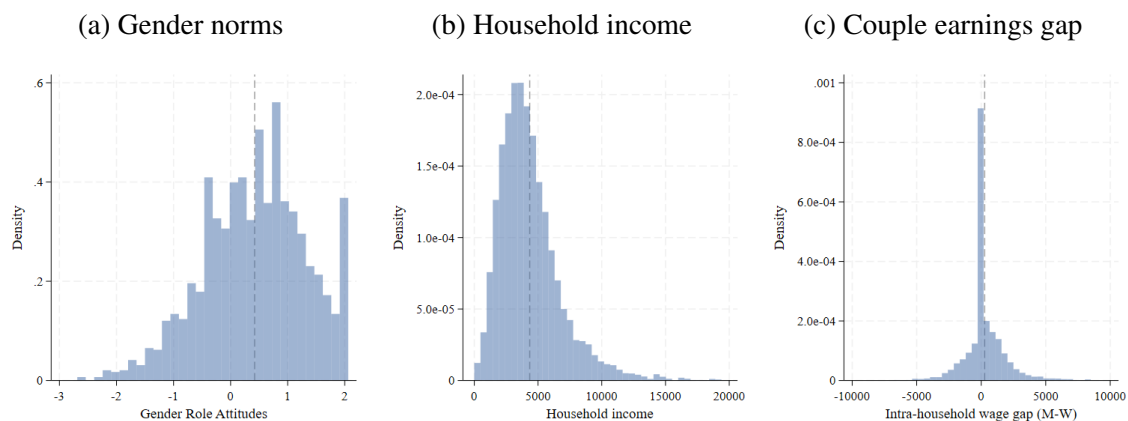 (a) Gender norms
.6
.4
.2
0
Density
-3 -2 -1 0 1 2
Gender Role Attitudes
(b) Household income
2.0e-04
1.5e-04
1.0e-04
5.0e-05
0
Density
0 5000 10000 15000 20000
Household income
(c) Couple earnings gap
.001
8.0e-04
6.0e-04
4.0e-04
2.0e-04
0
Density
-10000 -5000 0 5000 10000
Intra-household wage gap (M-W)